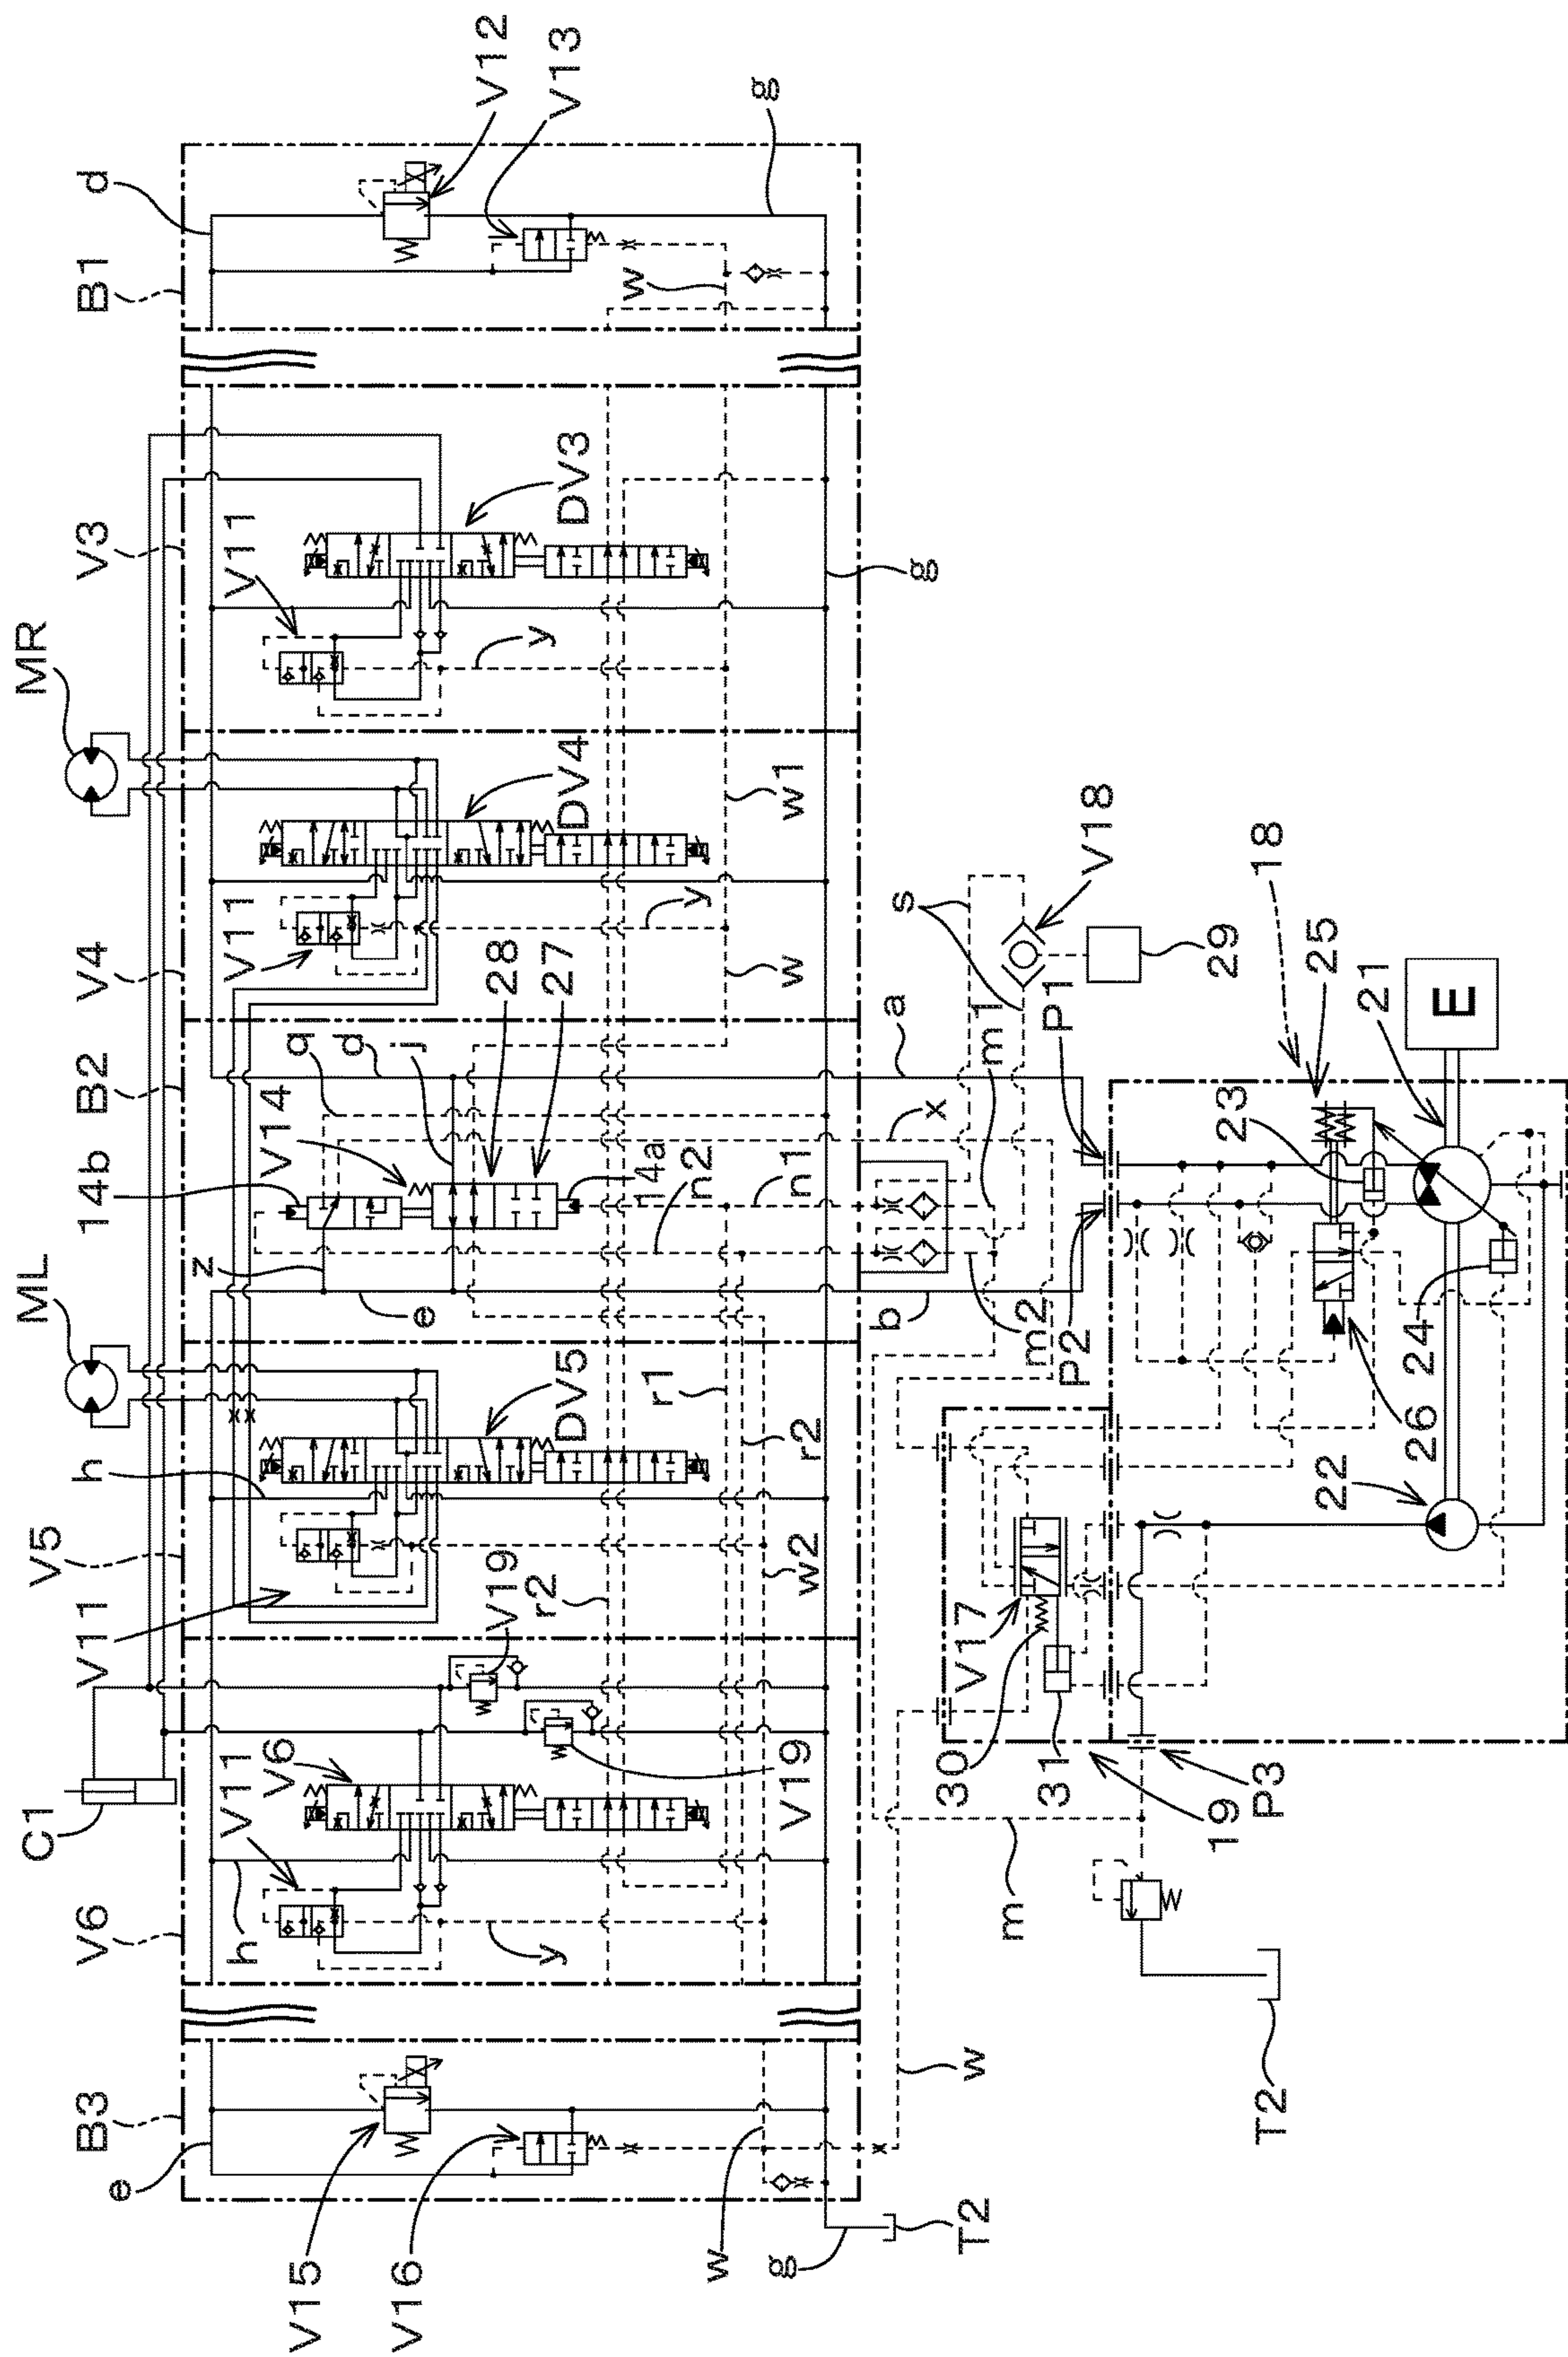 V12
V13
g
d
B1
w
V3
V11
DV3
y
g
MR
V4
V11
DV4
y
w1
w
V18
s
29
B2
q
d
j
V14
28
27
14b
14a
z
e
n2
n1
a
x
m1
b
m2
P1
P2
18
25
21
E
23
24
26
22
ML
h
V5
V11
DV5
r1
r2
w2
r2
V19
V19
C1
V11
V6
V6
h
y
V17
30
31
19
P3
m
T2
B3
e
V15
V16
w
w
g
T2